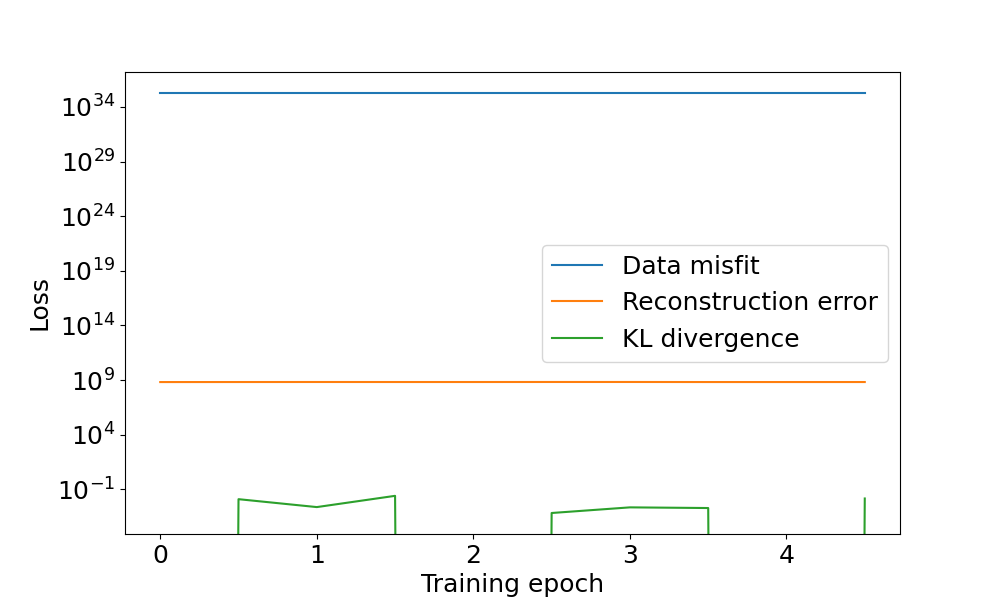 10^34
10^29
10^24
10^19
10^14
10^9
10^4
10^−1
Loss
Data misfit
Reconstruction error
KL divergence
0 1 2 3 4
Training epoch